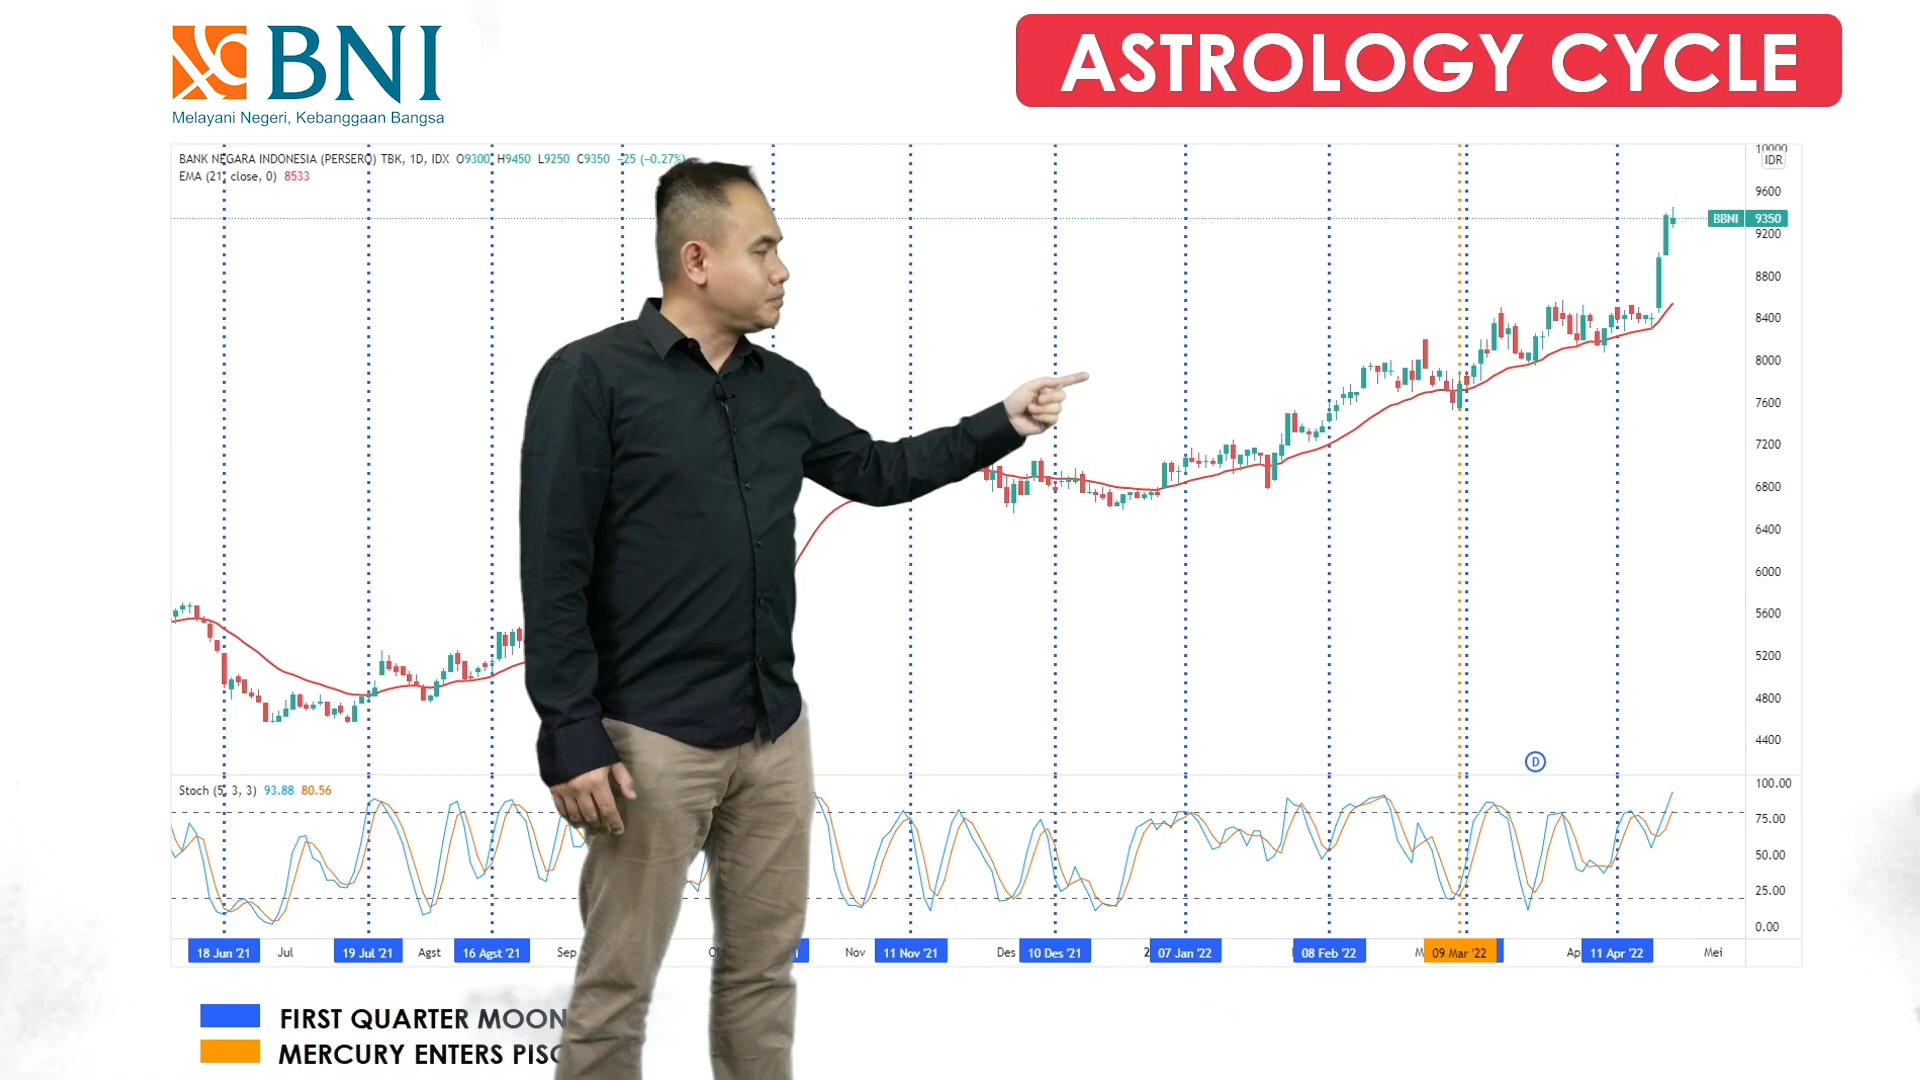 BNI
Melayani Negeri, Kebanggaan Bangsa
ASTROLOGY CYCLE
BANK NEGARA INDONESIA (PERSERO) TBK, 1D, IDX O9300 H9450 L9250 C9350 −25 (−0.27%)
EMA (21, close, 0) 8533
10000
IDR
9600
BBNI 9350
9200
8800
8400
8000
7600
7200
6800
6400
6000
5600
5200
4800
4400
D
Stoch (5, 3, 3) 93.88 80.56
100.00
75.00
50.00
25.00
0.00
18 Jun '21 Jul 19 Jul '21 Agst 16 Agst '21 Sep Nov 11 Nov '21 Des 10 Des '21 2 07 Jan '22 08 Feb '22 M 09 Mar '22 Ap 11 Apr '22 Mei
FIRST QUARTER MOON
MERCURY ENTERS